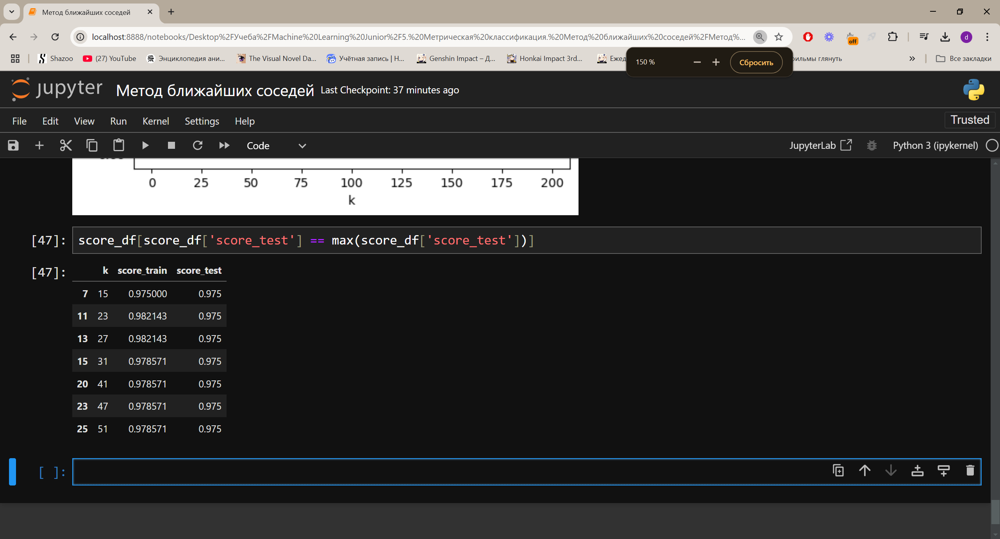 Метод ближайших соседей
localhost:8888/notebooks/Desktop%2FУчеба%2FMachine%20Learning%20Junior%2F5.%20Метрическая%20классификация.%20Метод%20ближайших%20соседей%2FМетод%...
off
d
Shazoo
(27) YouTube
Энциклопедия ани...
The Visual Novel Da...
Учётная запись | H...
Genshin Impact – Д...
Honkai Impact 3rd...
Ежед
фильмы глянуть
Все закладки
150 %
Сбросить
jupyter
Метод ближайших соседей
Last Checkpoint: 37 minutes ago
File Edit View Run Kernel Settings Help
Trusted
Code
JupyterLab
Python 3 (ipykernel)
0 25 50 75 100 125 150 175 200
k
[47]: score_df[score_df['score_test'] == max(score_df['score_test'])]
[47]: k score_train score_test
7 15 0.975000 0.975
11 23 0.982143 0.975
13 27 0.982143 0.975
15 31 0.978571 0.975
20 41 0.978571 0.975
23 47 0.978571 0.975
25 51 0.978571 0.975
[ ]: